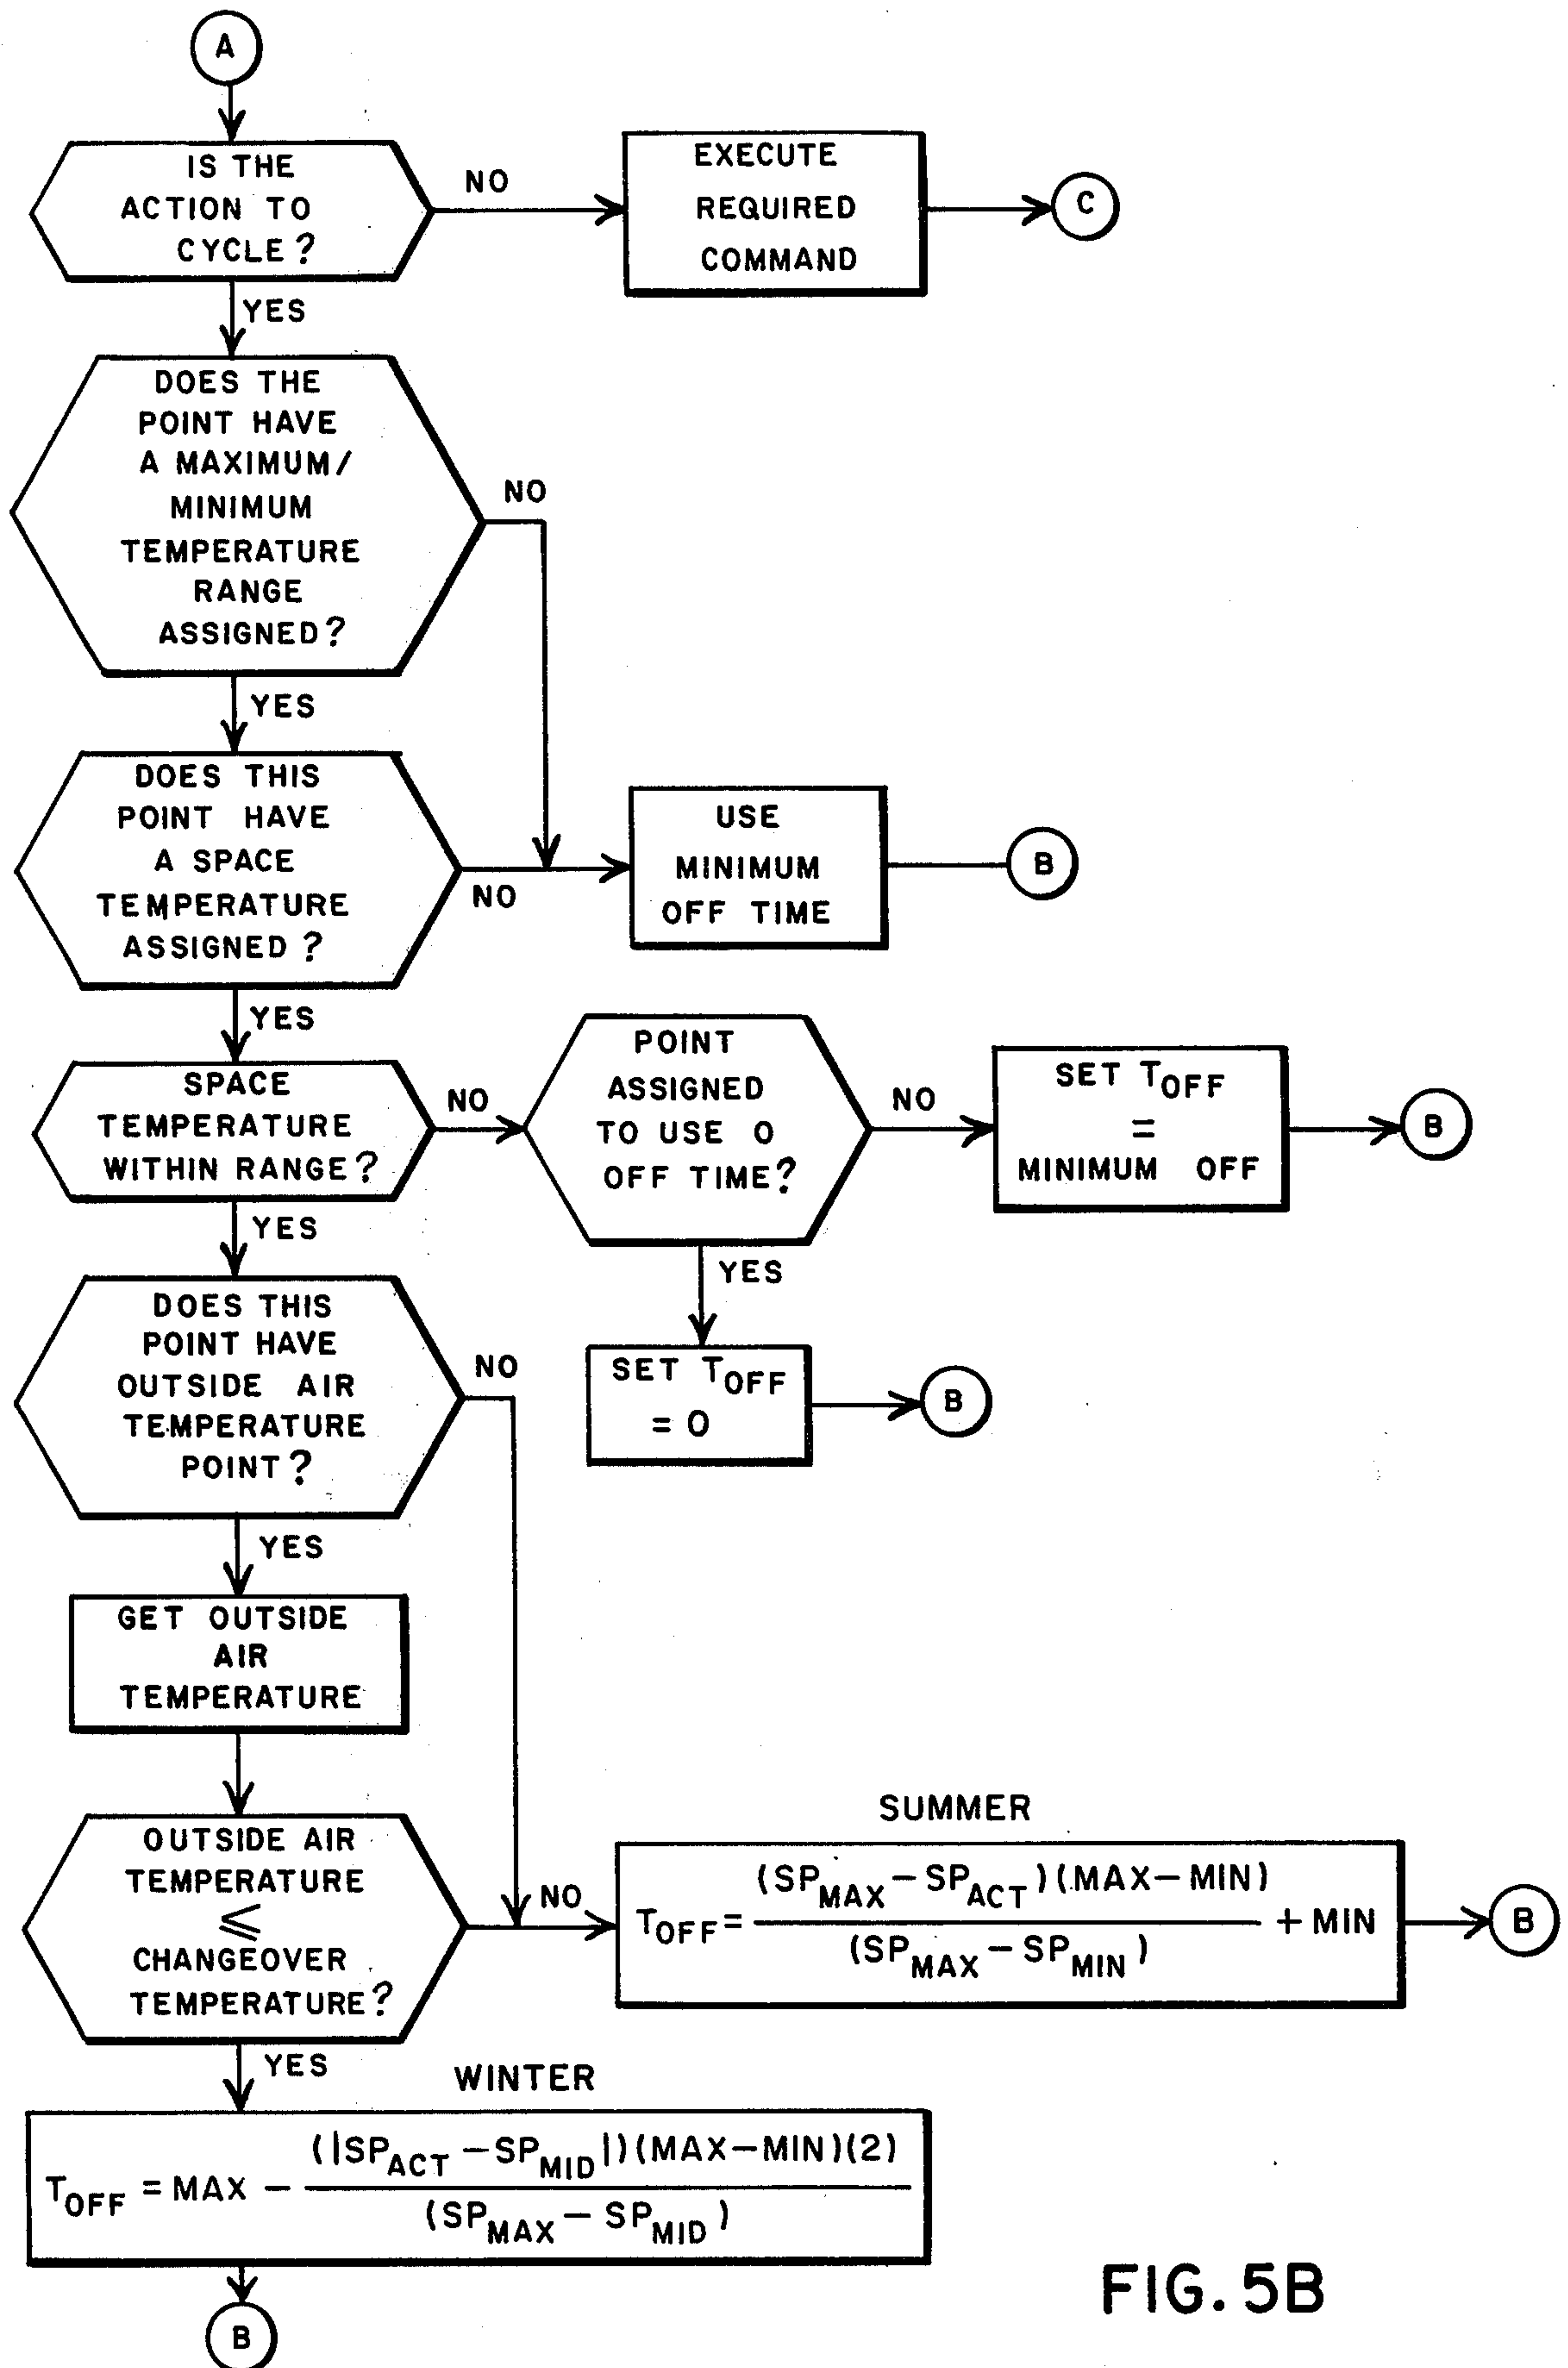 A
IS THE
ACTION TO
CYCLE?
NO
EXECUTE
REQUIRED
COMMAND
C
YES
DOES THE
POINT HAVE
A MAXIMUM/
MINIMUM
TEMPERATURE
RANGE
ASSIGNED?
NO
YES
DOES THIS
POINT HAVE
A SPACE
TEMPERATURE
ASSIGNED?
NO
USE
MINIMUM
OFF TIME
B
YES
SPACE
TEMPERATURE
WITHIN RANGE?
NO
POINT
ASSIGNED
TO USE 0
OFF TIME?
NO
SET TOFF
=
MINIMUM OFF
B
YES
SET TOFF
= 0
B
YES
DOES THIS
POINT HAVE
OUTSIDE AIR
TEMPERATURE
POINT?
NO
YES
GET OUTSIDE
AIR
TEMPERATURE
OUTSIDE AIR
TEMPERATURE
⩽
CHANGEOVER
TEMPERATURE?
NO
SUMMER
TOFF = (SPMAX – SPACT)(MAX – MIN) / (SPMAX – SPMIN) + MIN
B
YES
WINTER
TOFF = MAX – (|SPACT – SPMID|)(MAX – MIN)(2) / (SPMAX – SPMID)
B
FIG. 5B